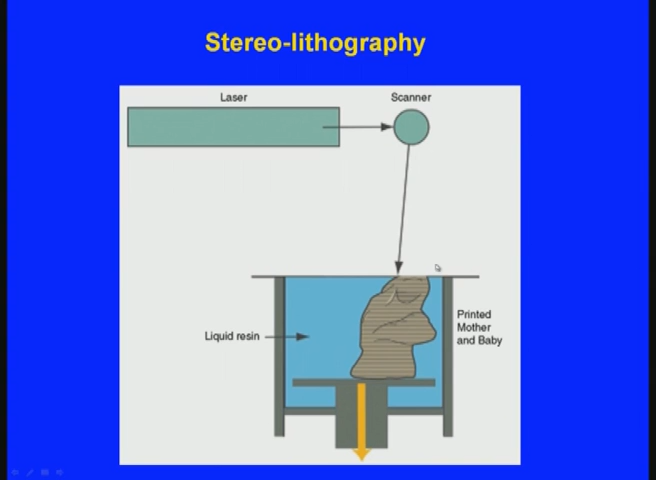 Stereo-lithography
Laser
Scanner
Liquid resin
Printed
Mother
and Baby